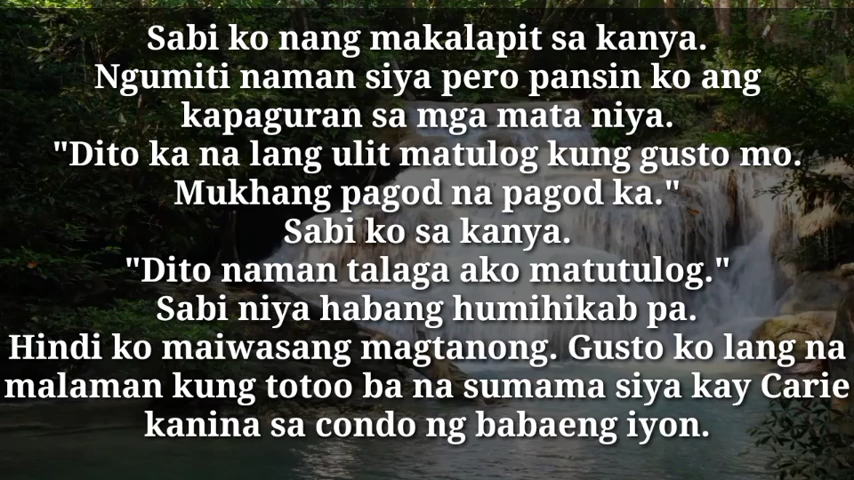 Sabi ko nang makalapit sa kanya.
Ngumiti naman siya pero pansin ko ang
kapaguran sa mga mata niya.
"Dito ka na lang ulit matulog kung gusto mo.
Mukhang pagod na pagod ka."
Sabi ko sa kanya.
"Dito naman talaga ako matutulog."
Sabi niya habang humihikab pa.
Hindi ko maiwasang magtanong. Gusto ko lang na
malaman kung totoo ba na sumama siya kay Carie
kanina sa condo ng babaeng iyon.